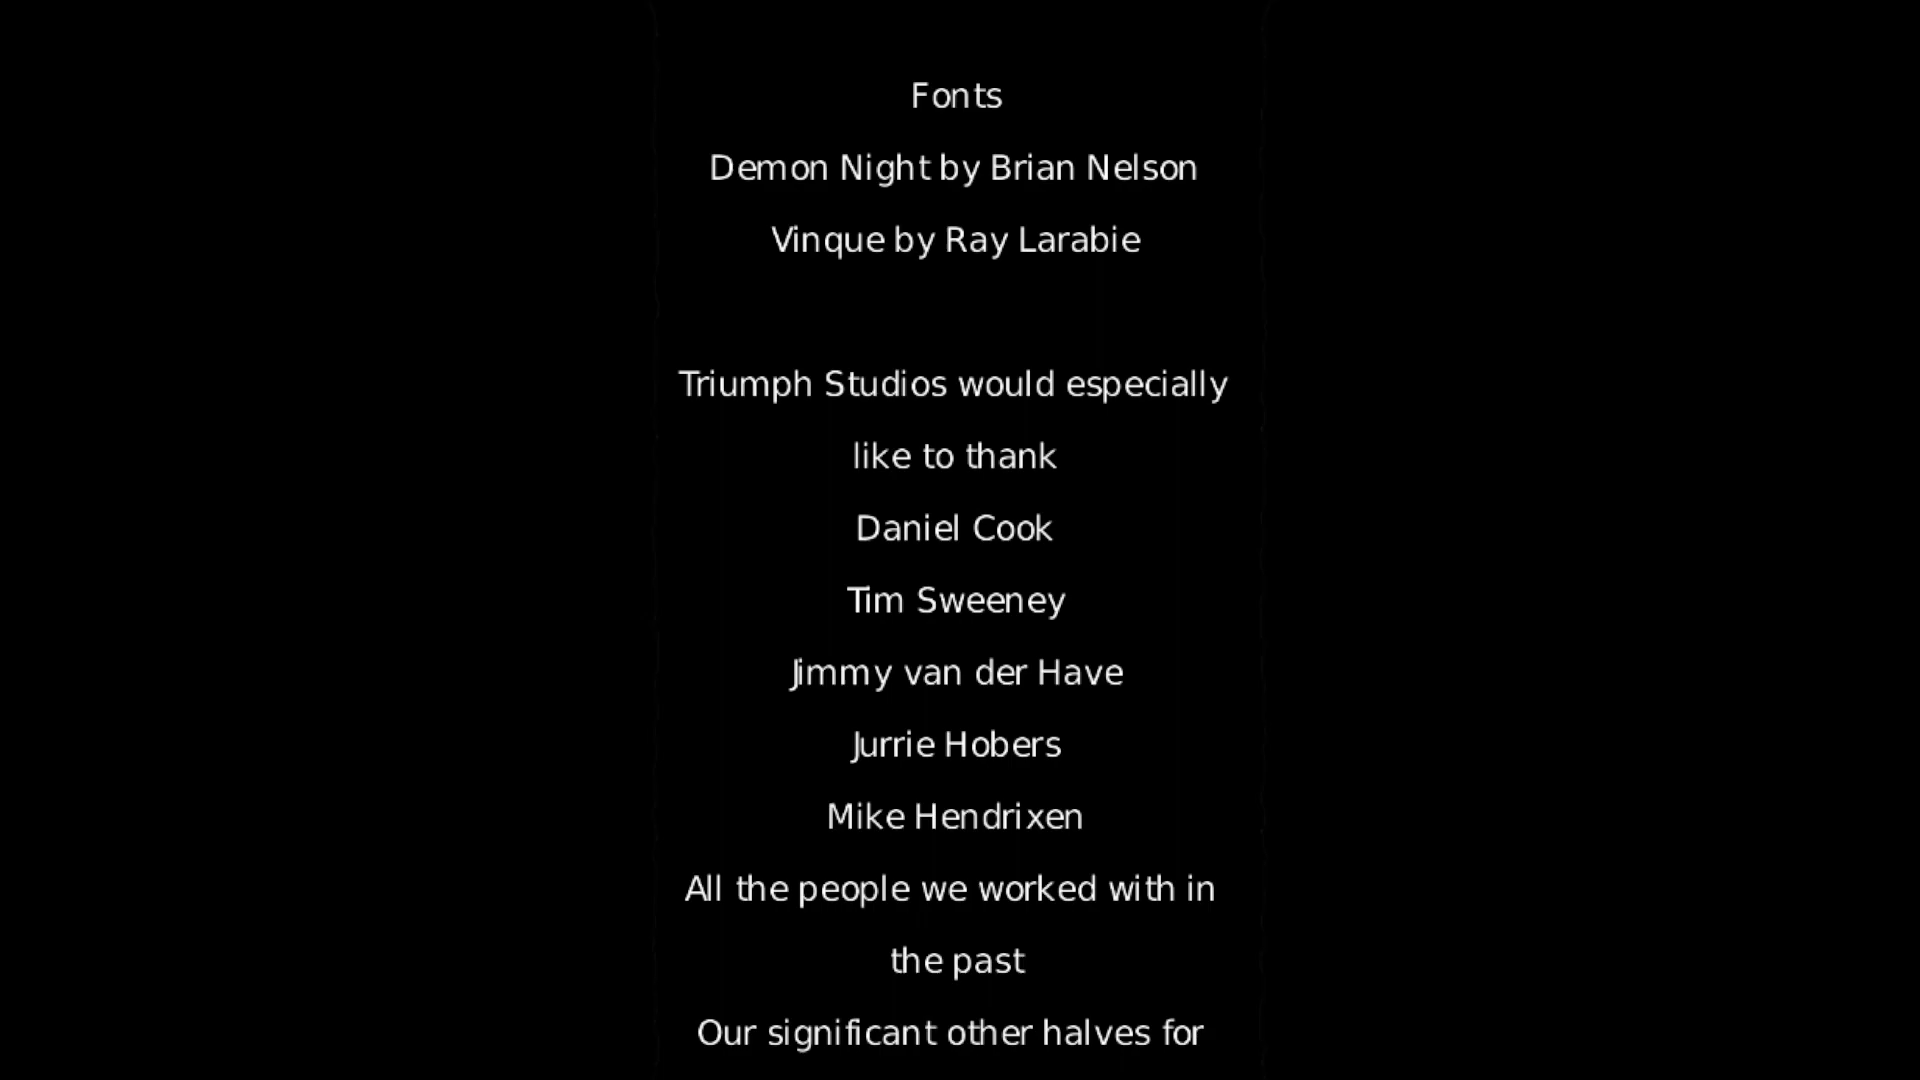 Fonts
Demon Night by Brian Nelson
Vinque by Ray Larabie
Triumph Studios would especially
like to thank
Daniel Cook
Tim Sweeney
Jimmy van der Have
Jurrie Hobers
Mike Hendrixen
All the people we worked with in
the past
Our significant other halves for